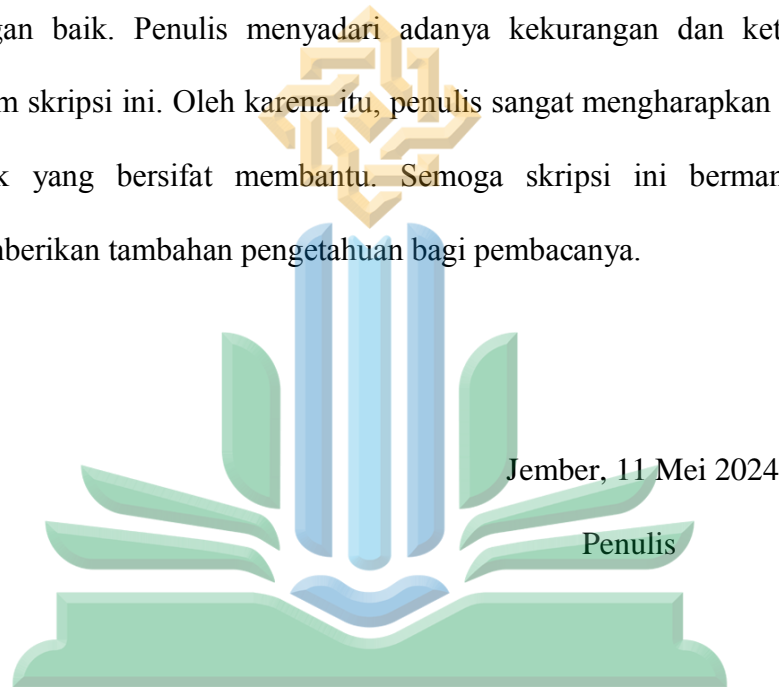 gan baik. Penulis menyadari adanya kekurangan dan ket
m skripsi ini. Oleh karena itu, penulis sangat mengharapkan
k yang bersifat membantu. Semoga skripsi ini berman
berikan tambahan pengetahuan bagi pembacanya.
Jember, 11 Mei 2024
Penulis